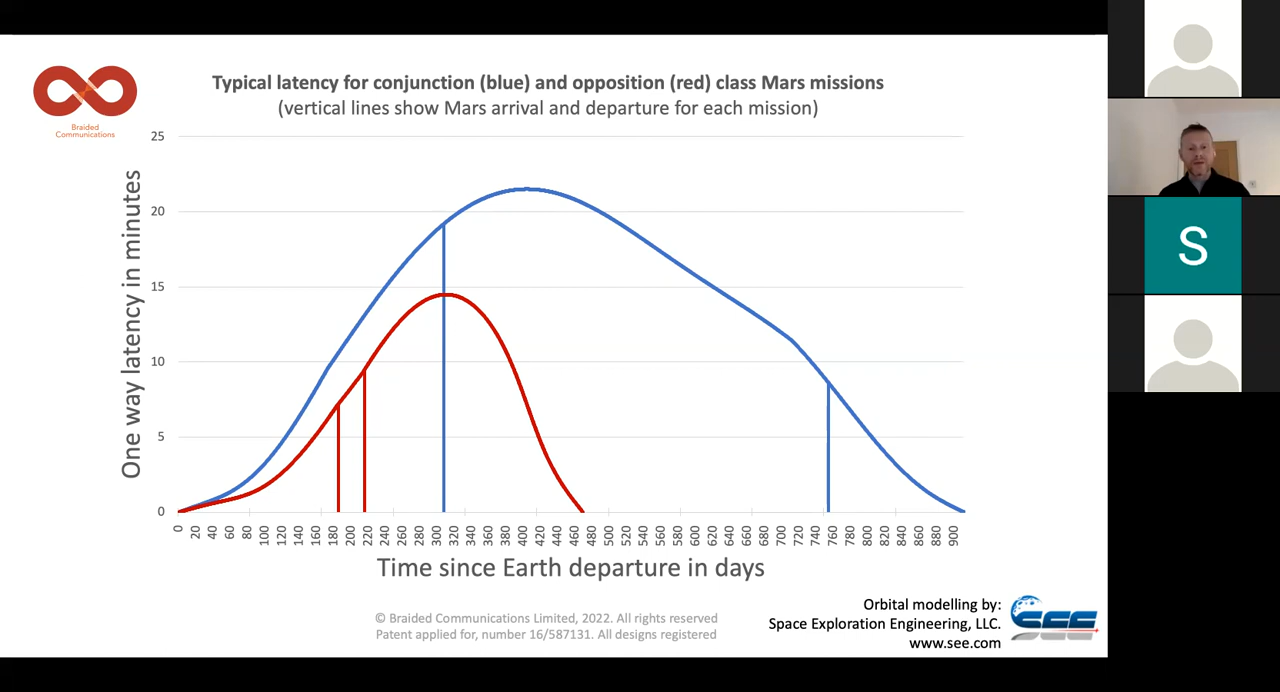 Typical latency for conjunction (blue) and opposition (red) class Mars missions
(vertical lines show Mars arrival and departure for each mission)
Braided
Communications
25
20
15
10
5
0
One way latency in minutes
0 20 40 60 80 100 120 140 160 180 200 220 240 260 280 300 320 340 360 380 400 420 440 460 480 500 520 540 560 580 600 620 640 660 680 700 720 740 760 780 800 820 840 860 880 900
Time since Earth departure in days
© Braided Communications Limited, 2022. All rights reserved
Patent applied for, number 16/587131. All designs registered
Orbital modelling by:
Space Exploration Engineering, LLC.
www.see.com
SEE
S